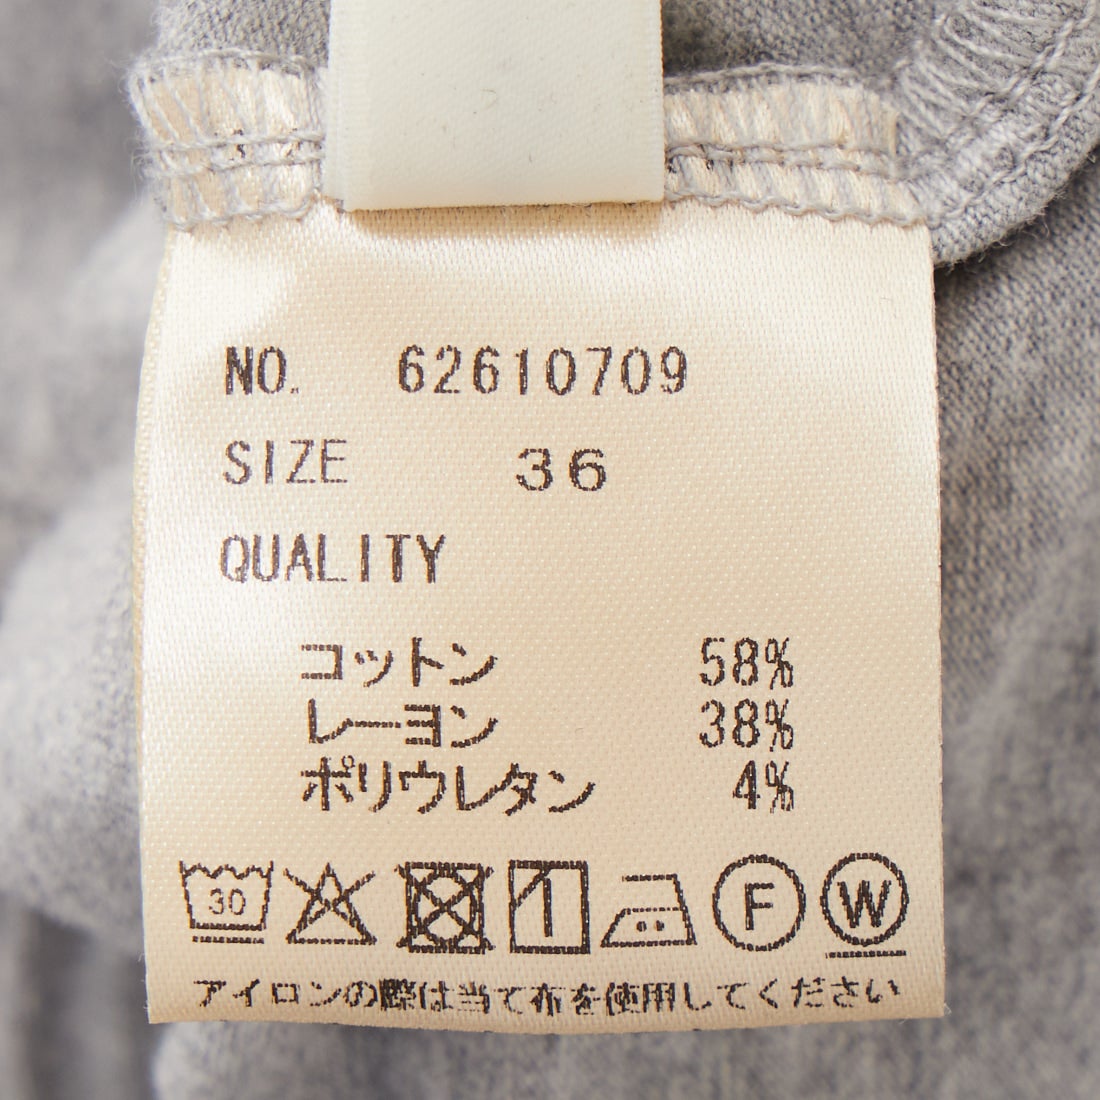 NO. 62610709
SIZE 36
QUALITY
コットン 58%
レーヨン 38%
ポリウレタン 4%
30 F W
アイロンの際は当て布を使用してください